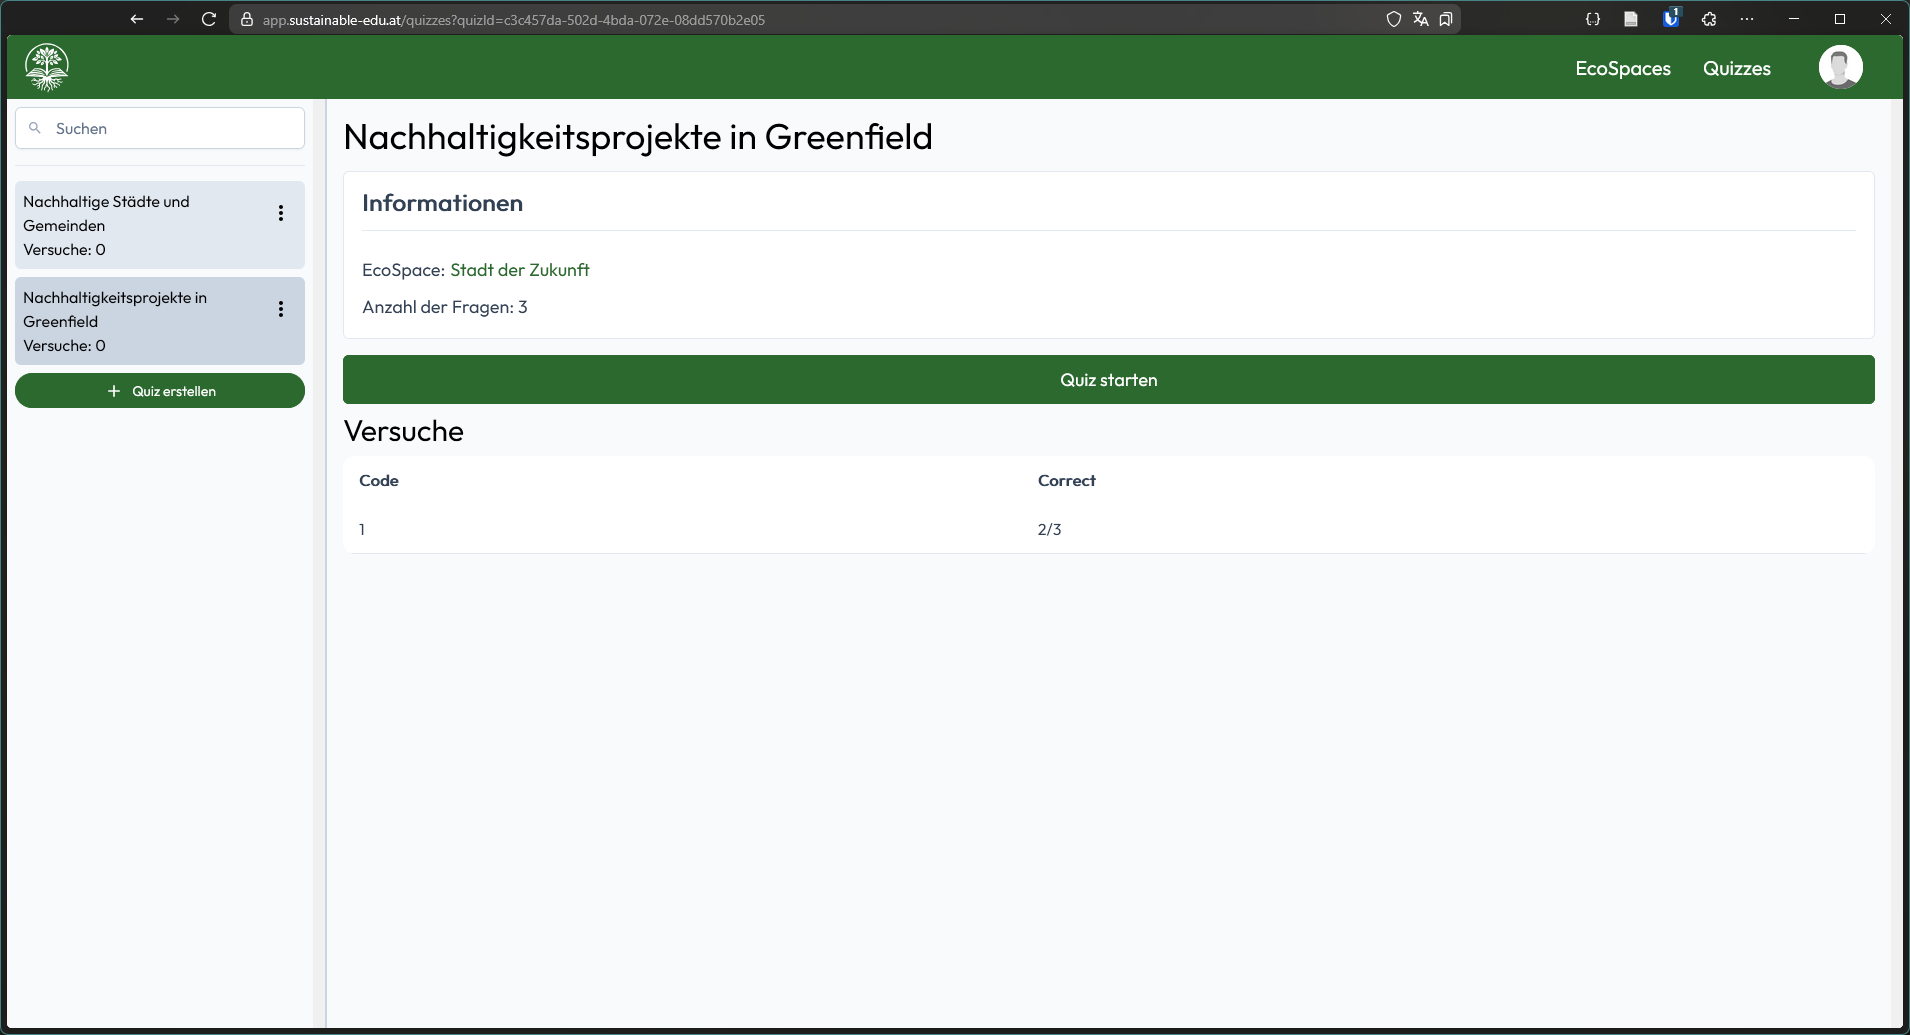 app.sustainable-edu.at/quizzes?quizId=c3c457da-502d-4bda-072e-08dd570b2e05
1
EcoSpaces
Quizzes
Suchen
Nachhaltige Städte und
Gemeinden
Versuche: 0
Nachhaltigkeitsprojekte in
Greenfield
Versuche: 0
Quiz erstellen
Nachhaltigkeitsprojekte in Greenfield
Informationen
EcoSpace: Stadt der Zukunft
Anzahl der Fragen: 3
Quiz starten
Versuche
Code Correct
1 2/3